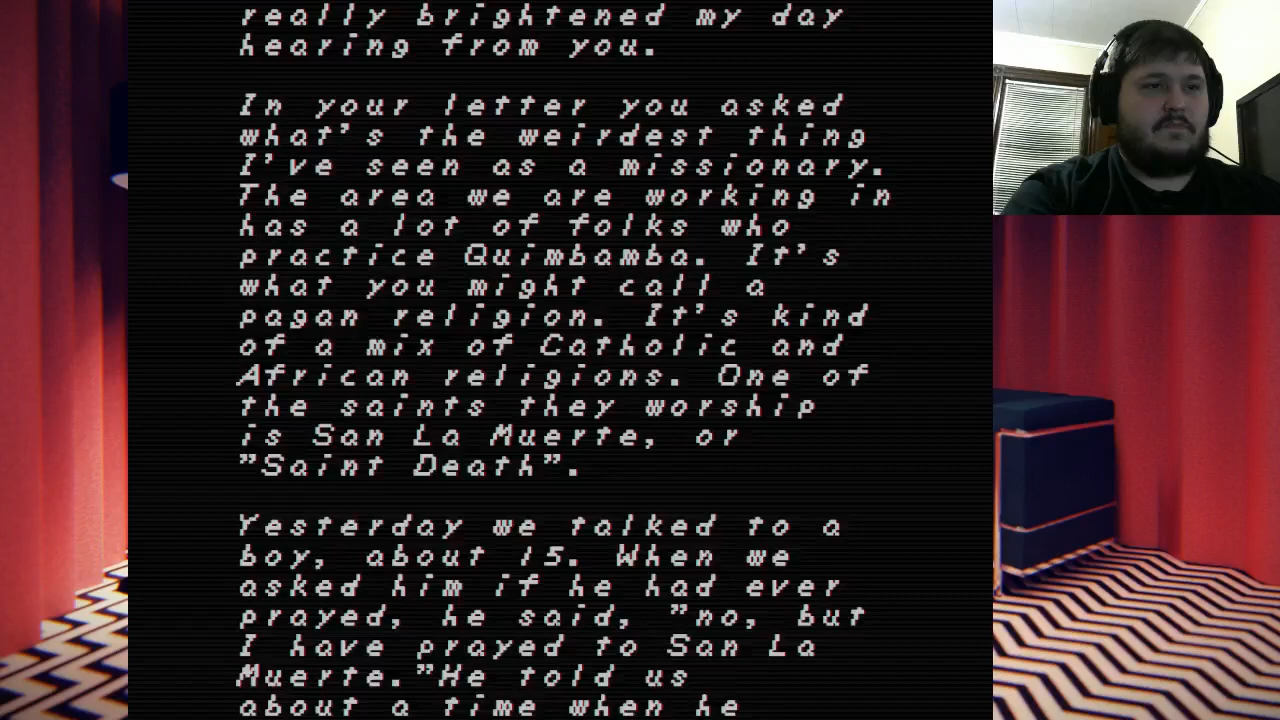 really brightened my day
hearing from you.
In your letter you asked
what's the weirdest thing
I've seen as a missionary.
The area we are working in
has a lot of folks who
practice Quimbamba. It's
what you might call a
pagan religion. It's kind
of a mix of Catholic and
African religions. One of
the saints they worship
is San La Muerte, or
"Saint Death".
Yesterday we talked to a
boy, about 15. When we
asked him if he had ever
prayed, he said, "no, but
I have prayed to San La
Muerte."He told us
about a time when he